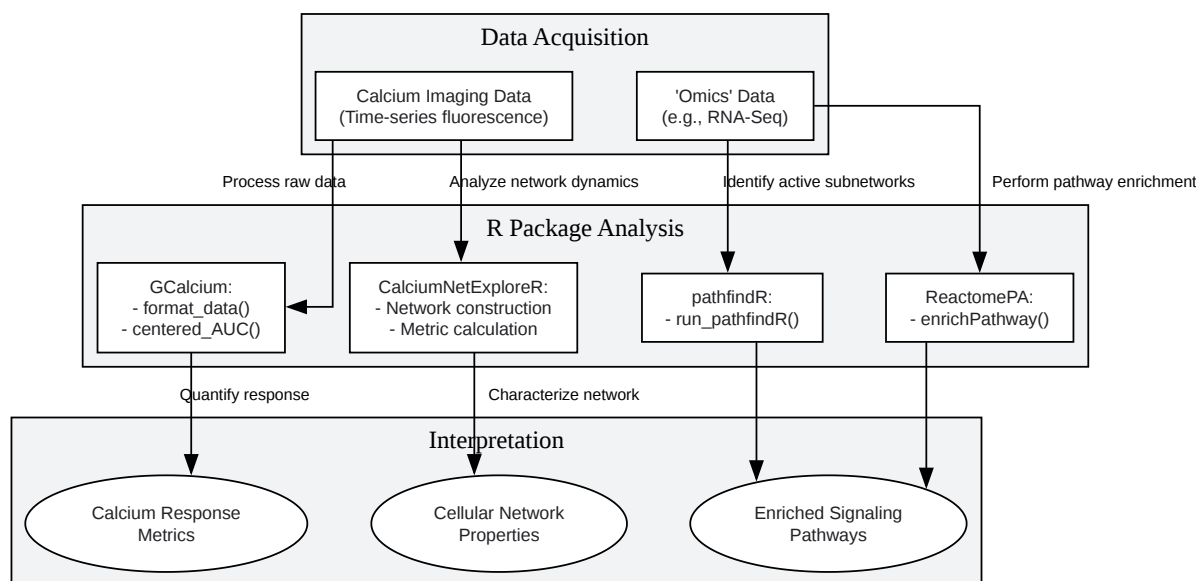 Data Acquisition
Calcium Imaging Data
(Time-series fluorescence)
'Omics' Data
(e.g., RNA-Seq)
Process raw data
Analyze network dynamics
Identify active subnetworks
Perform pathway enrichment
R Package Analysis
GCalcium:
- format_data()
- centered_AUC()
CalciumNetExploreR:
- Network construction
- Metric calculation
pathfindR:
- run_pathfindR()
ReactomePA:
- enrichPathway()
Quantify response
Characterize network
Interpretation
Calcium Response
Metrics
Cellular Network
Properties
Enriched Signaling
Pathways